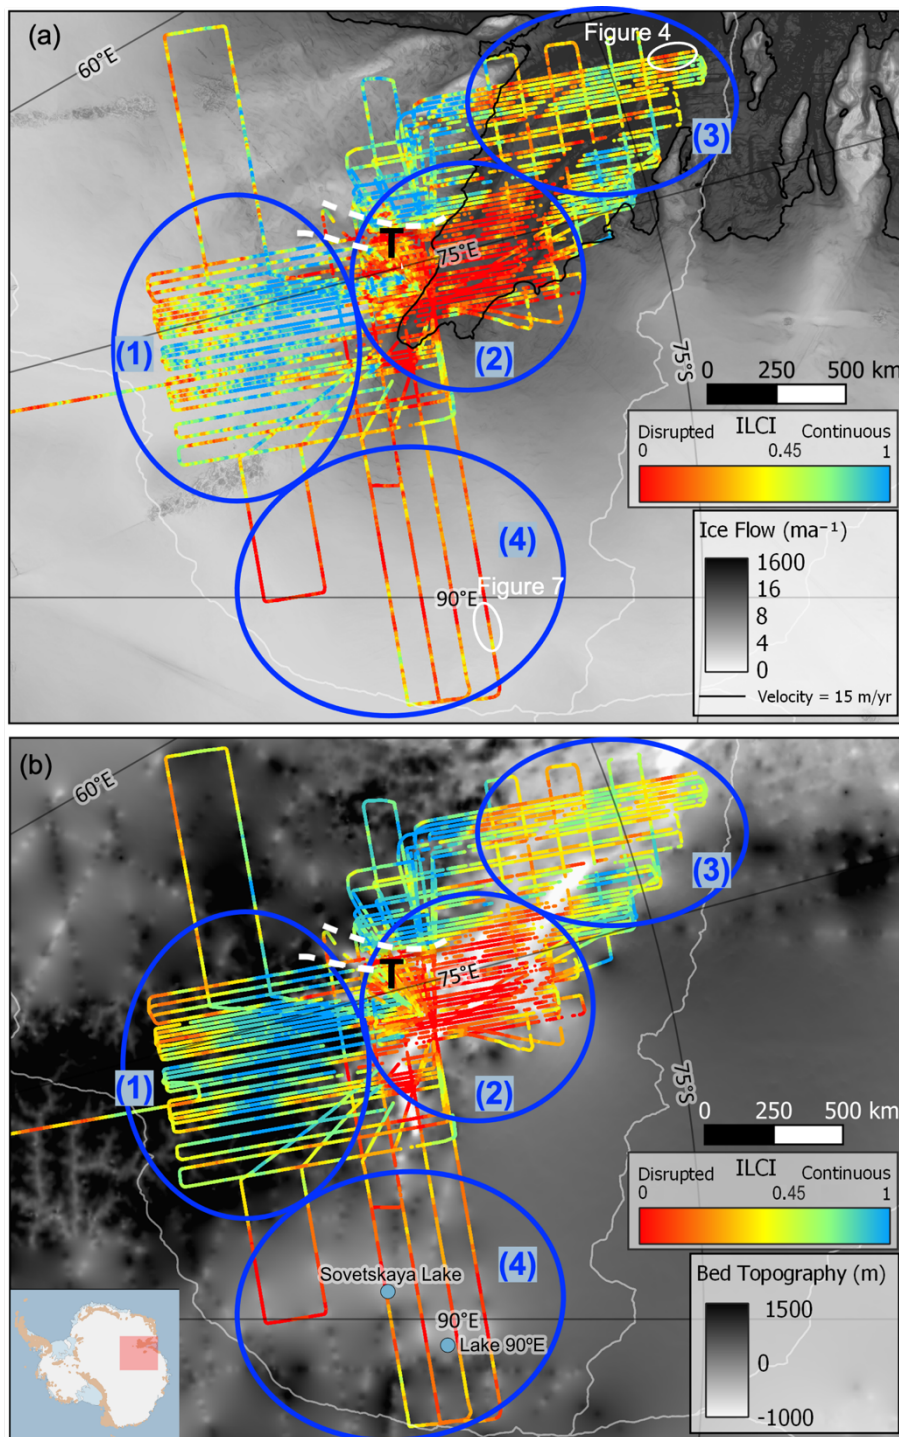 (a)
60°E
Figure 4
(3)
T
75°E
(1)
(2)
75°S
0 250 500 km
ILCI
Disrupted Continuous
0 0.45 1
(4)
Ice Flow (ma⁻¹)
1600
16
8
4
0
Velocity = 15 m/yr
90°E
Figure 7
(b)
60°E
(3)
T
75°E
(1)
(2)
75°S
0 250 500 km
ILCI
Disrupted Continuous
0 0.45 1
(4)
Sovetskaya Lake
90°E
Lake 90ºE
Bed Topography (m)
1500
0
-1000